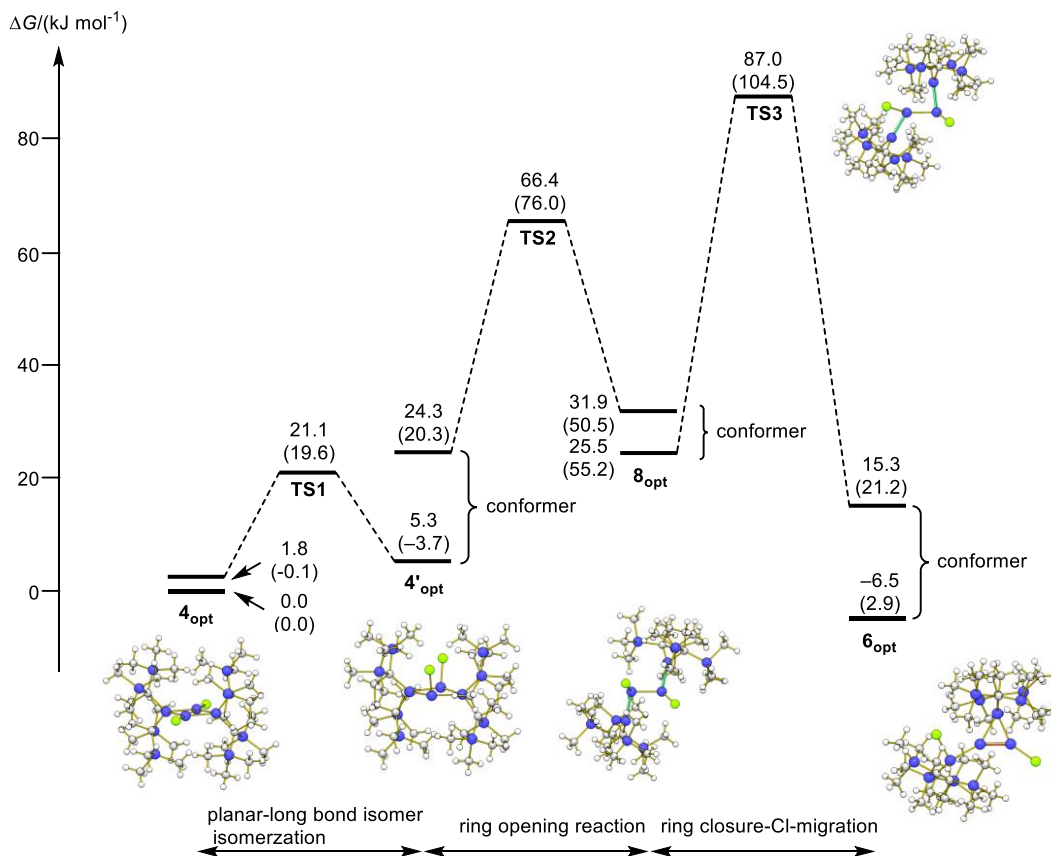 ΔG/(kJ mol⁻¹)
80
60
40
20
0
87.0
(104.5)
TS3
66.4
(76.0)
TS2
31.9
(50.5)
25.5
(55.2)
8opt
conformer
24.3
(20.3)
21.1
(19.6)
TS1
conformer
5.3
(–3.7)
4'opt
1.8
(-0.1)
0.0
(0.0)
4opt
15.3
(21.2)
conformer
–6.5
(2.9)
6opt
planar-long bond isomer
isomerzation
ring opening reaction
ring closure-Cl-migration